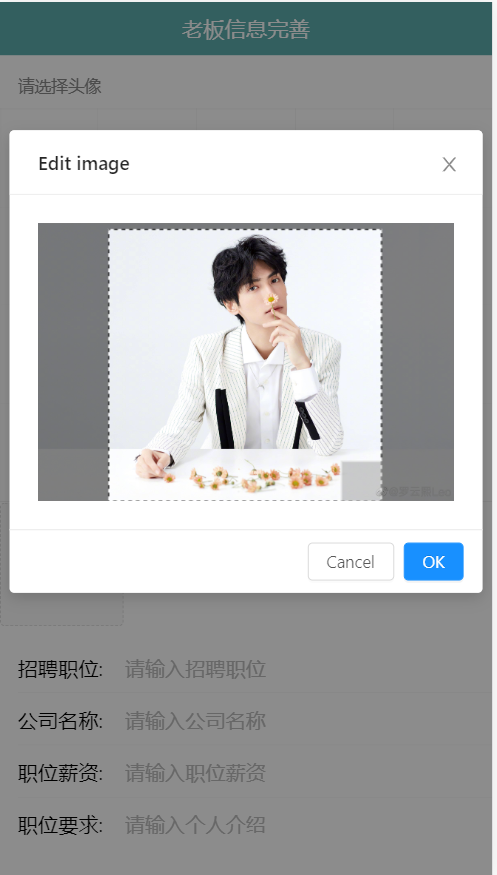 老板信息完善
请选择头像
Edit image
Cancel
OK
招聘职位: 请输入招聘职位
公司名称: 请输入公司名称
职位薪资: 请输入职位薪资
职位要求: 请输入个人介绍